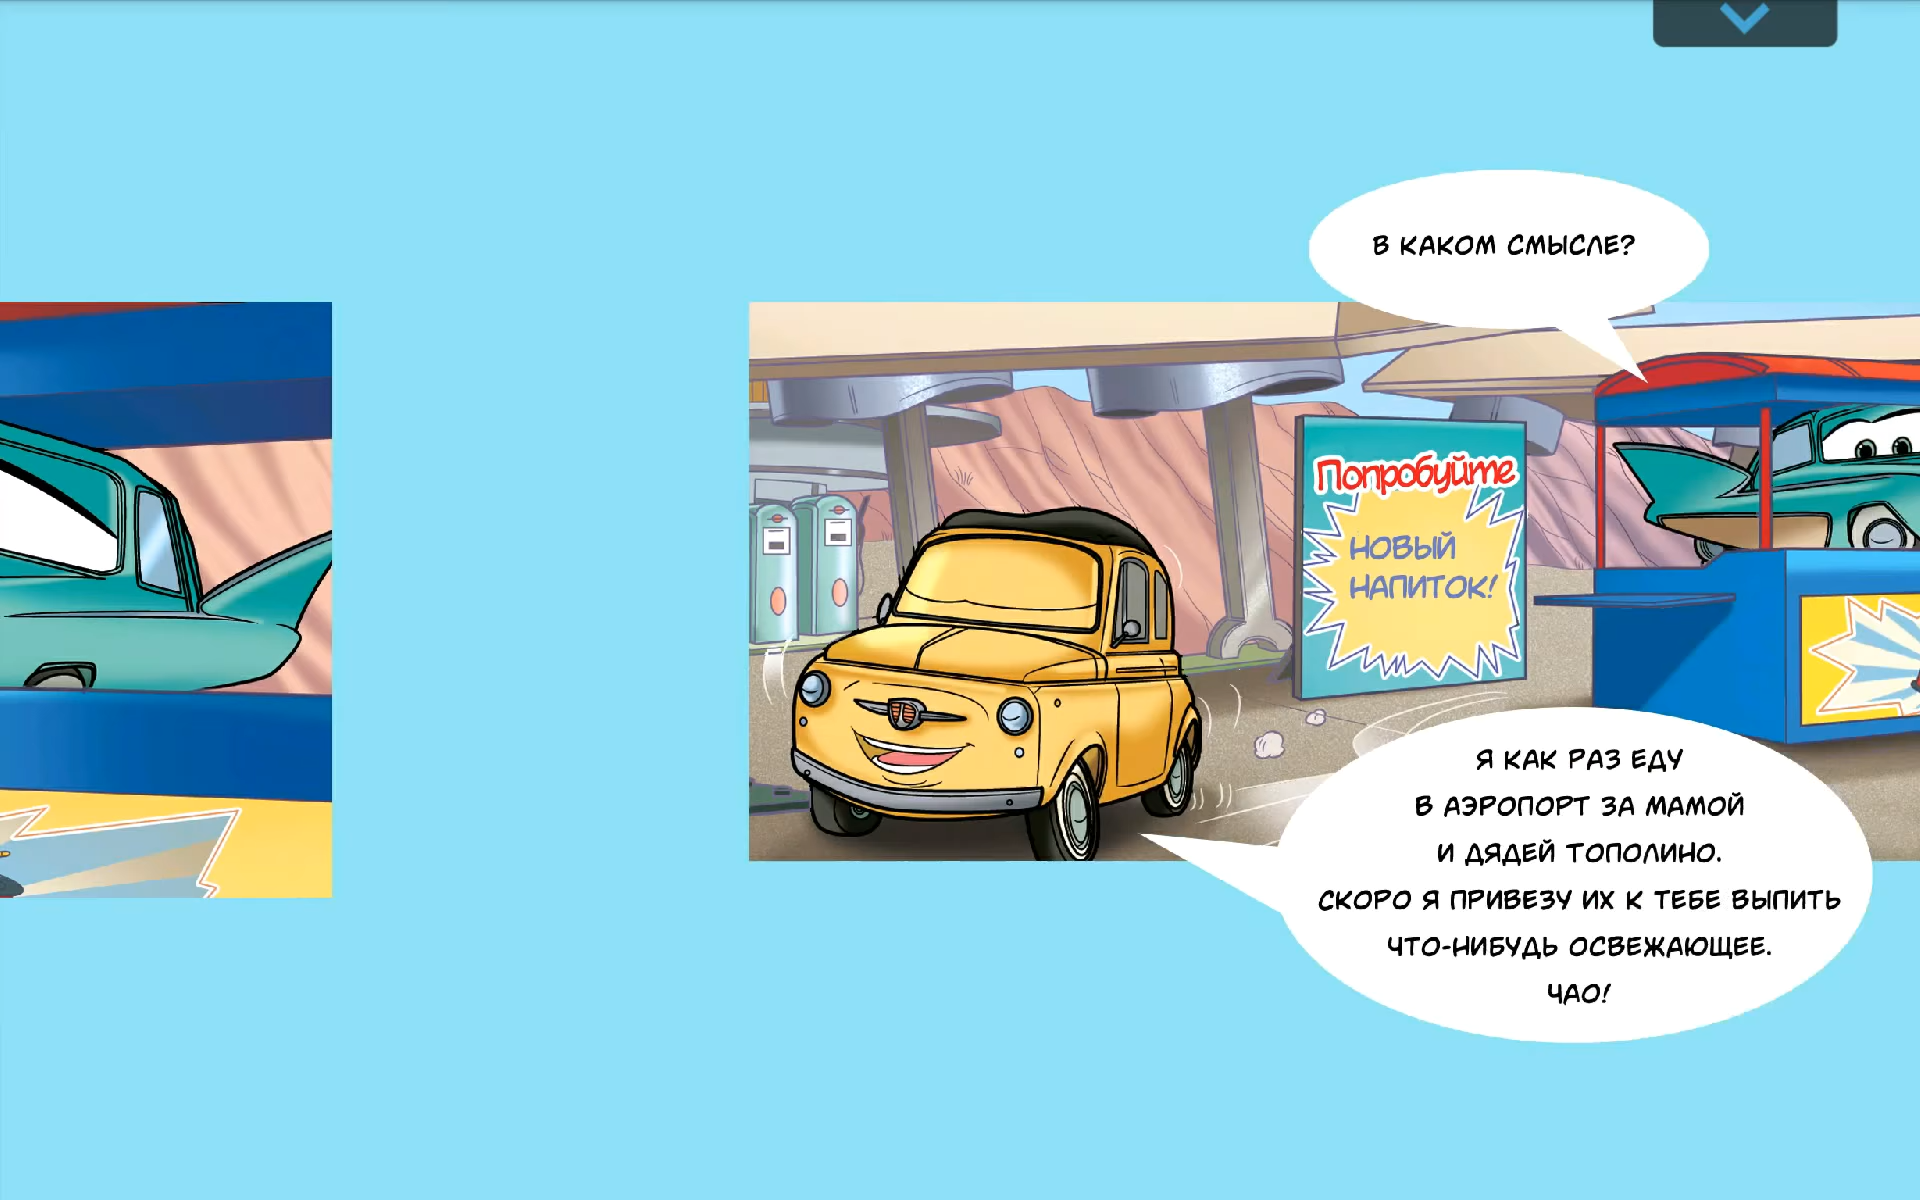 В КАКОМ СМЫСЛЕ?
Попробуйте
НОВЫЙ
НАПИТОК!
Я КАК РАЗ ЕДУ
В АЭРОПОРТ ЗА МАМОЙ
И ДЯДЕЙ ТОПОЛИНО.
СКОРО Я ПРИВЕЗУ ИХ К ТЕБЕ ВЫПИТЬ
ЧТО-НИБУДЬ ОСВЕЖАЮЩЕЕ.
ЧАО!